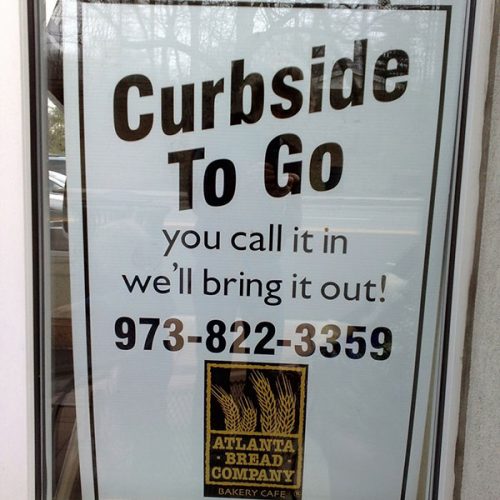 Curbside
To Go
you call it in
we'll bring it out!
973-822-3359
ATLANTA
· BREAD ·
COMPANY
BAKERY CAFE ®